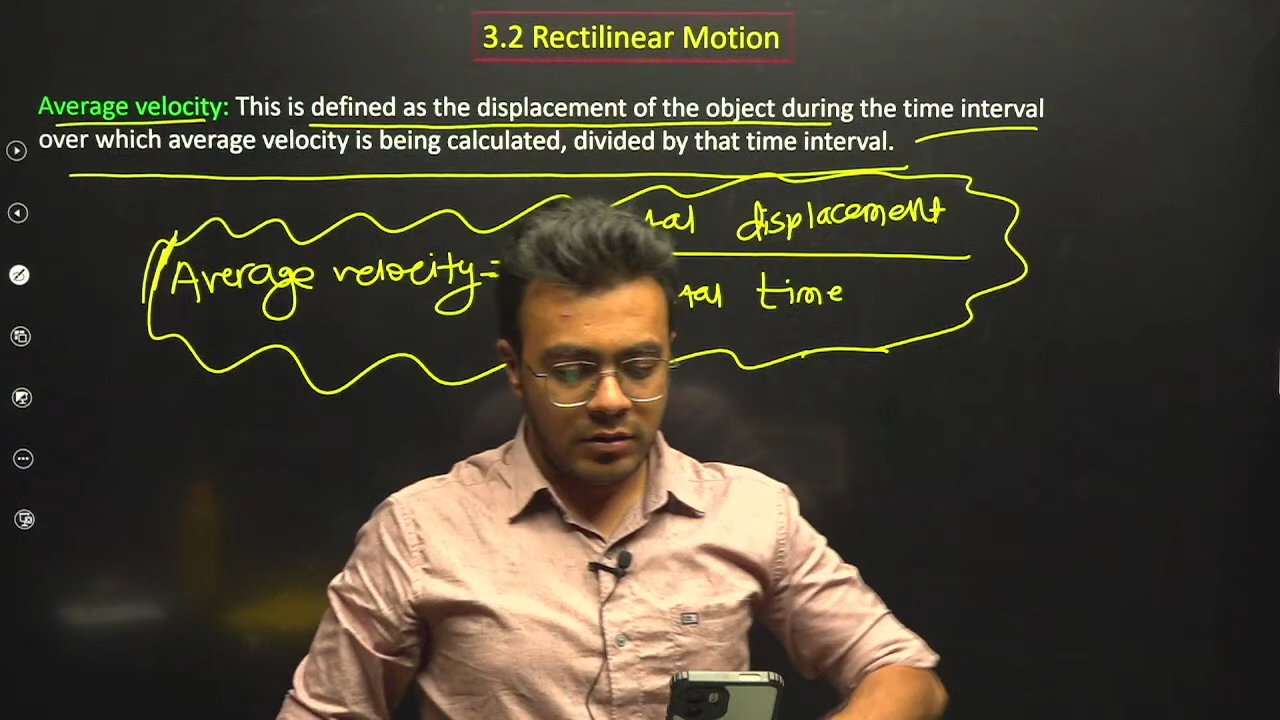 3.2 Rectilinear Motion
Average velocity: This is defined as the displacement of the object during the time interval
over which average velocity is being calculated, divided by that time interval.
Average velocity =
displacement
time